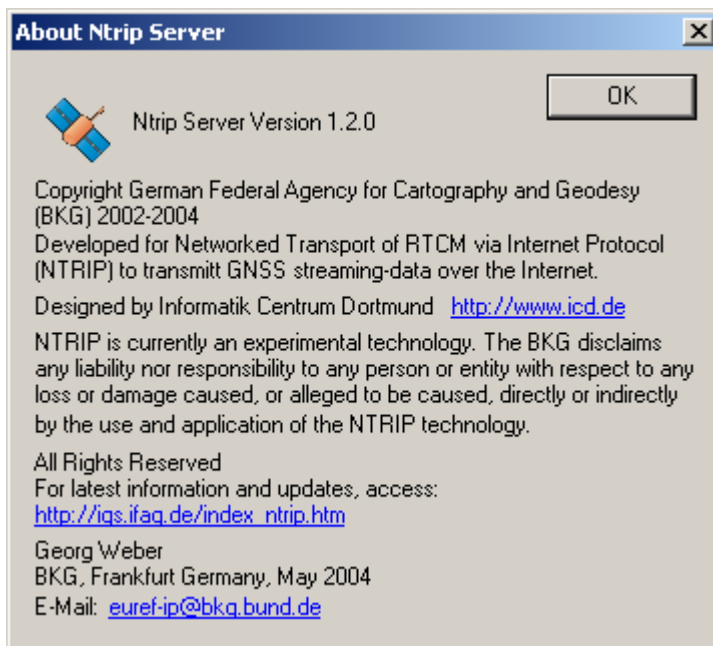 About Ntrip Server
OK
Ntrip Server Version 1.2.0
Copyright German Federal Agency for Cartography and Geodesy
(BKG) 2002-2004
Developed for Networked Transport of RTCM via Internet Protocol
(NTRIP) to transmitt GNSS streaming-data over the Internet.
Designed by Informatik Centrum Dortmund http://www.icd.de
NTRIP is currently an experimental technology. The BKG disclaims
any liability nor responsibility to any person or entity with respect to any
loss or damage caused, or alleged to be caused, directly or indirectly
by the use and application of the NTRIP technology.
All Rights Reserved
For latest information and updates, access:
http://igs.ifag.de/index_ntrip.htm
Georg Weber
BKG, Frankfurt Germany, May 2004
E-Mail: euref-ip@bkg.bund.de